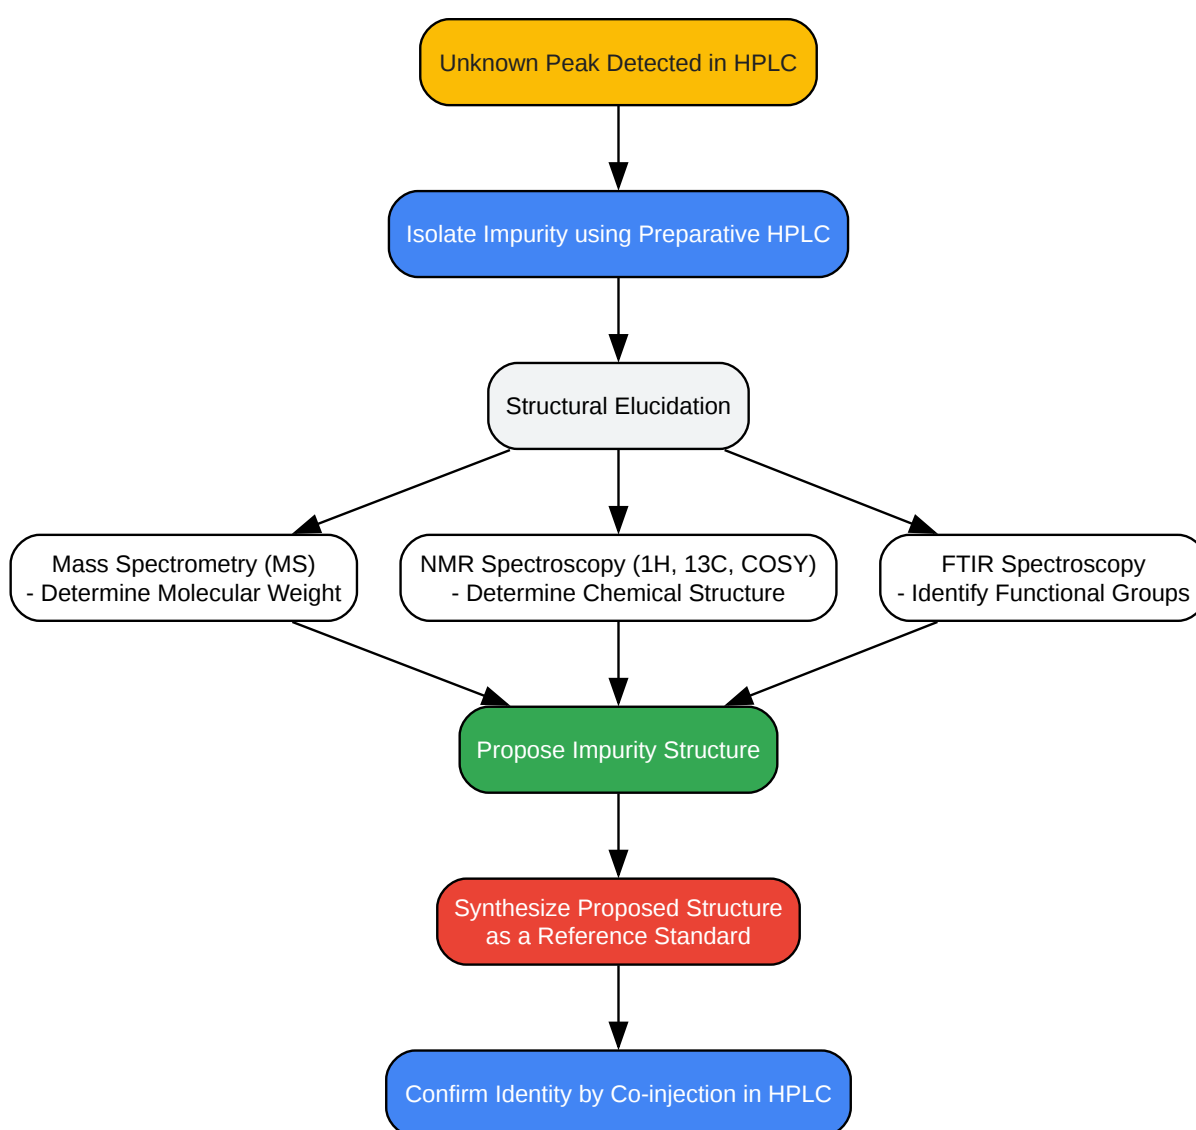 Unknown Peak Detected in HPLC
Isolate Impurity using Preparative HPLC
Structural Elucidation
Mass Spectrometry (MS)
- Determine Molecular Weight
NMR Spectroscopy (1H, 13C, COSY)
- Determine Chemical Structure
FTIR Spectroscopy
- Identify Functional Groups
Propose Impurity Structure
Synthesize Proposed Structure
as a Reference Standard
Confirm Identity by Co-injection in HPLC